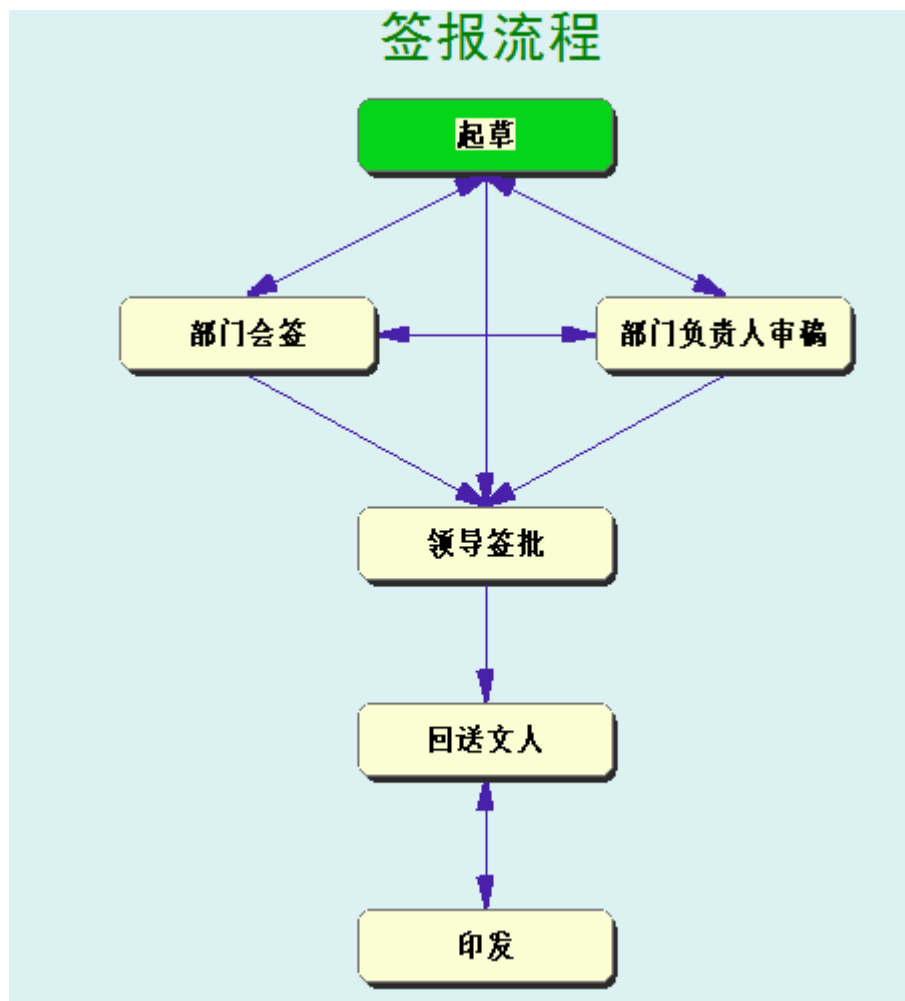 签报流程
起草
部门会签
部门负责人审稿
领导签批
回送文人
印发